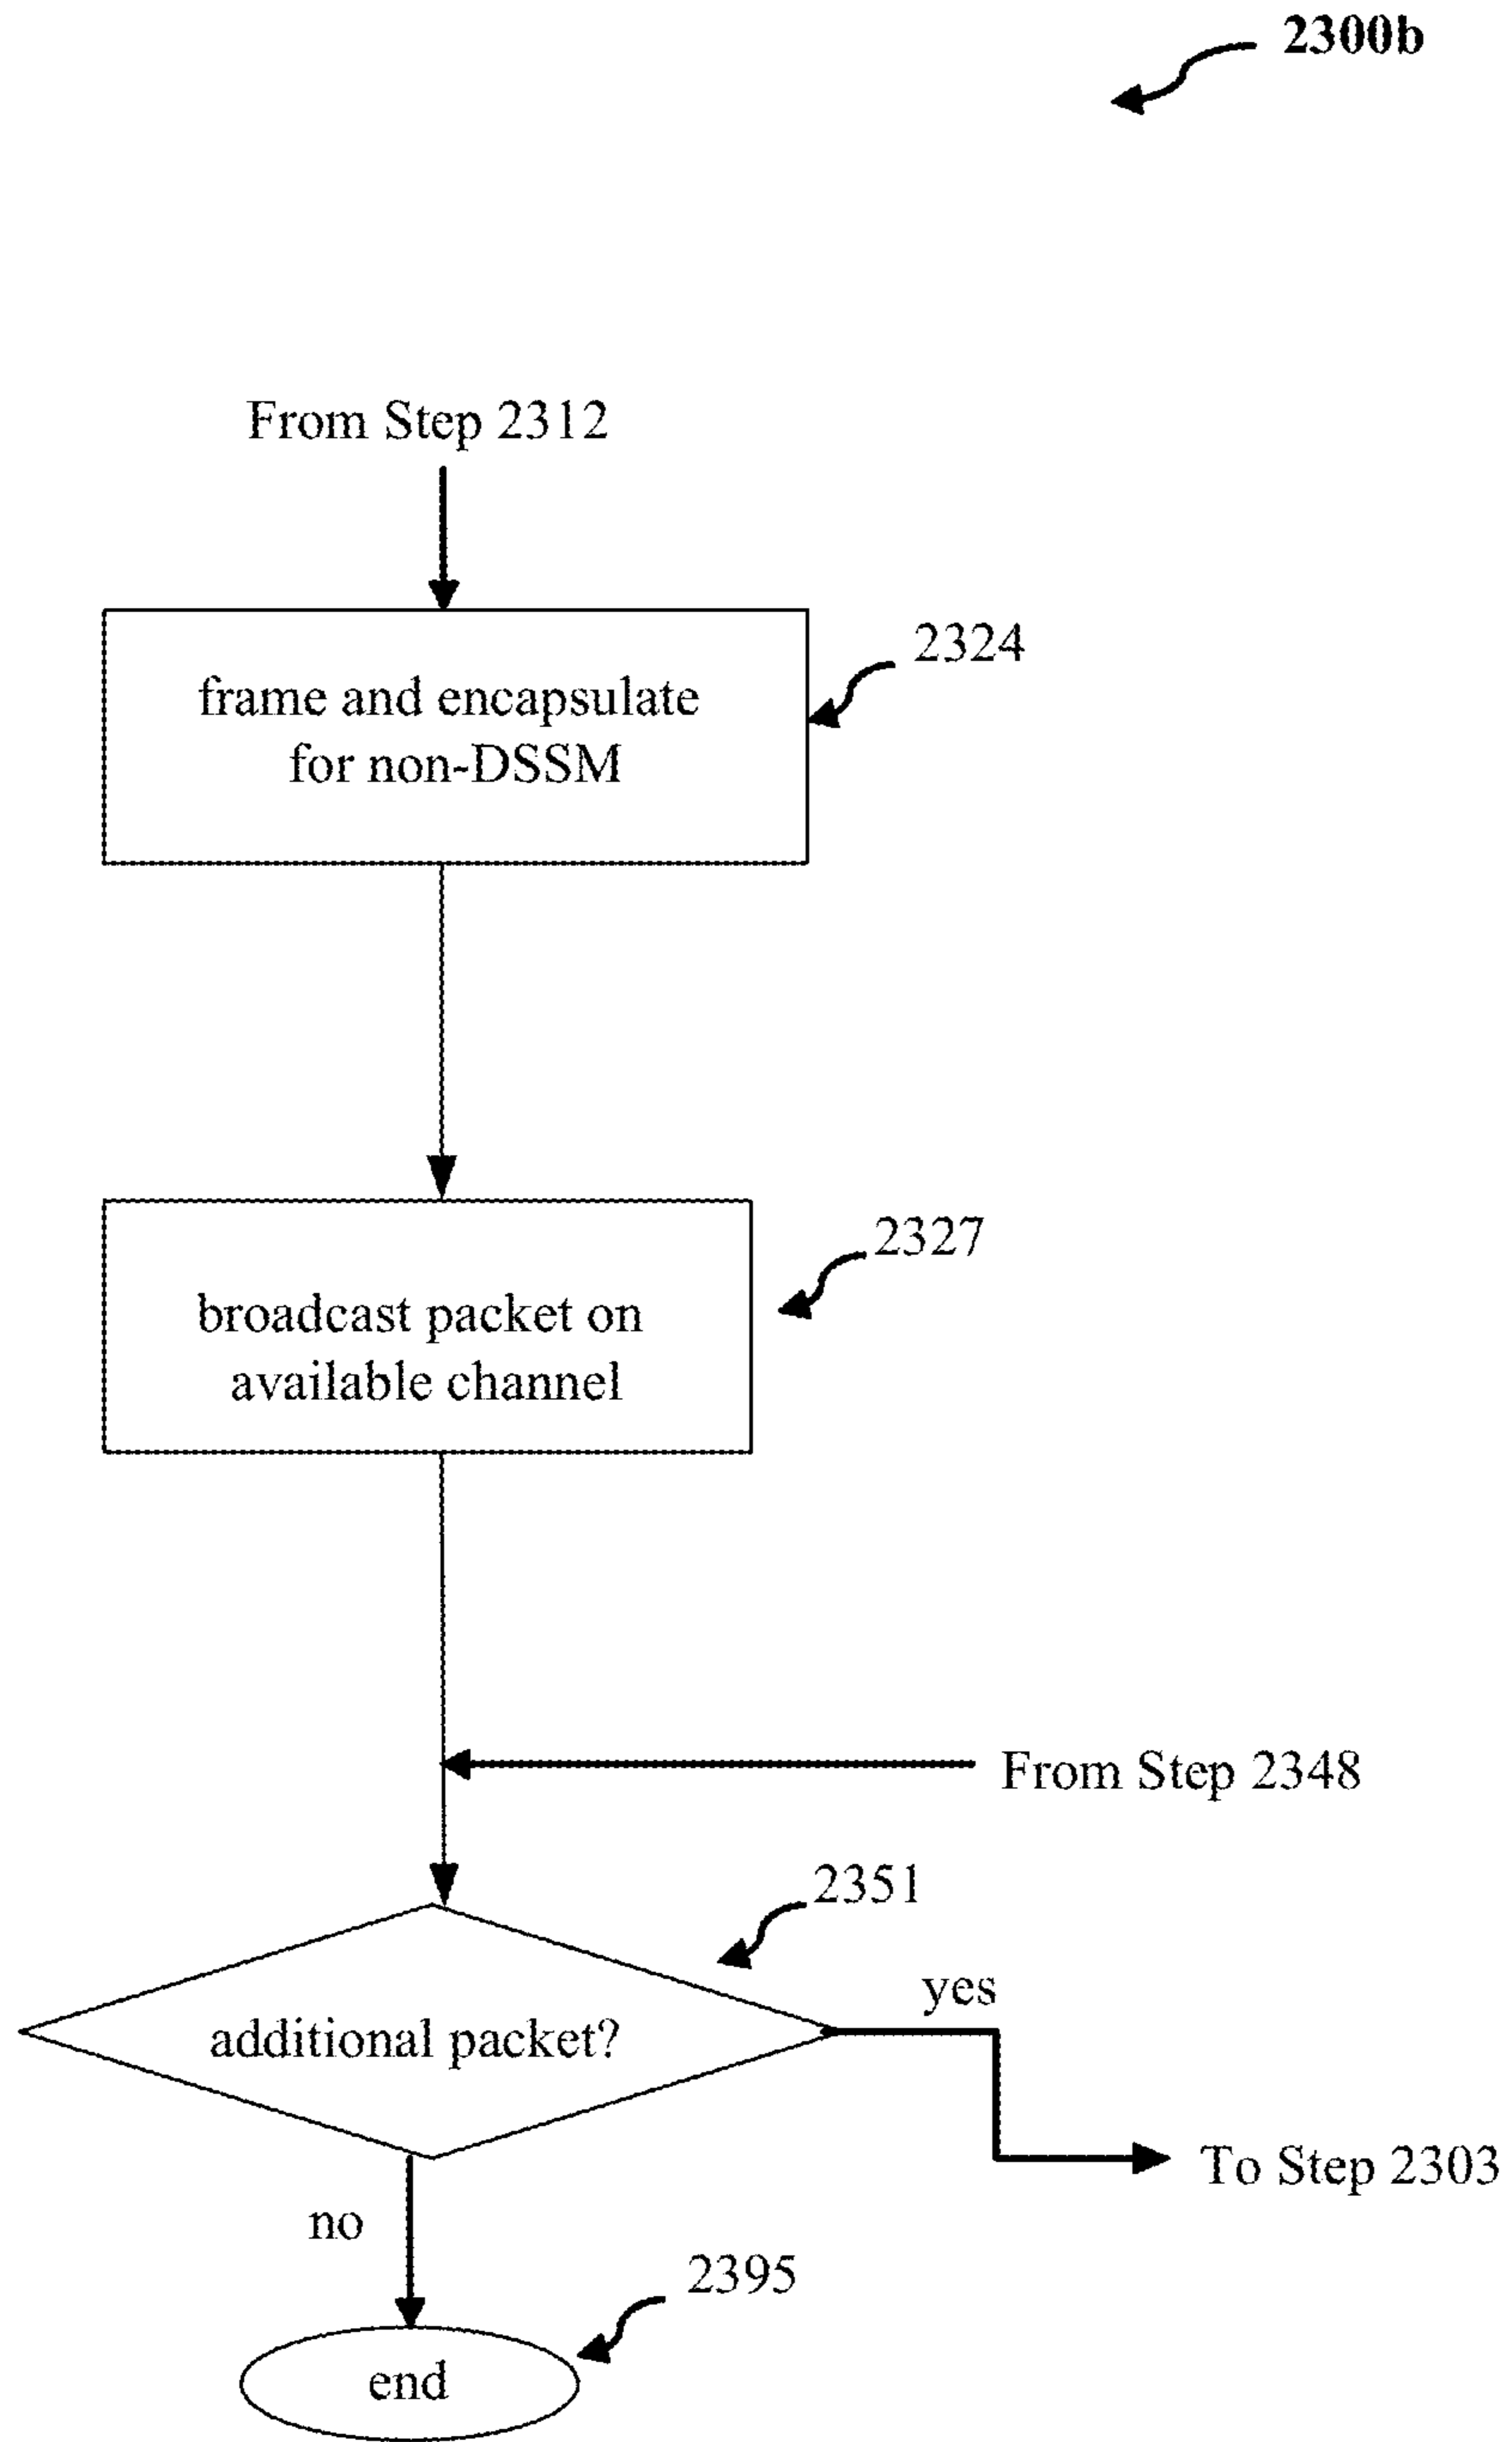 2300b
From Step 2312
2324
frame and encapsulate
for non-DSSM
2327
broadcast packet on
available channel
From Step 2348
2351
yes
additional packet?
To Step 2303
no
2395
end